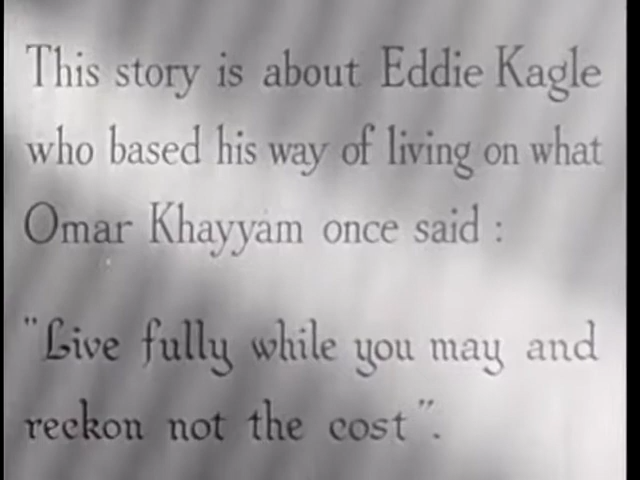 This story is about Eddie Kagle
who based his way of living on what
Omar Khayyam once said :
"Live fully while you may and
reckon not the cost".